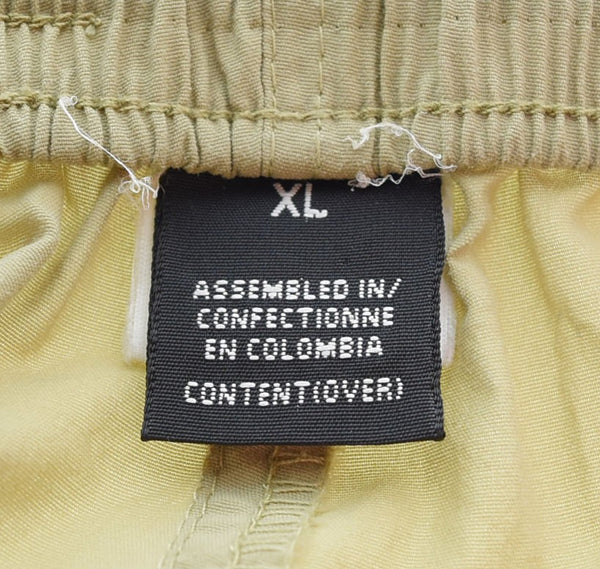 XL
ASSEMBLED IN/
CONFECTIONNE
EN COLOMBIA
CONTENT(OVER)